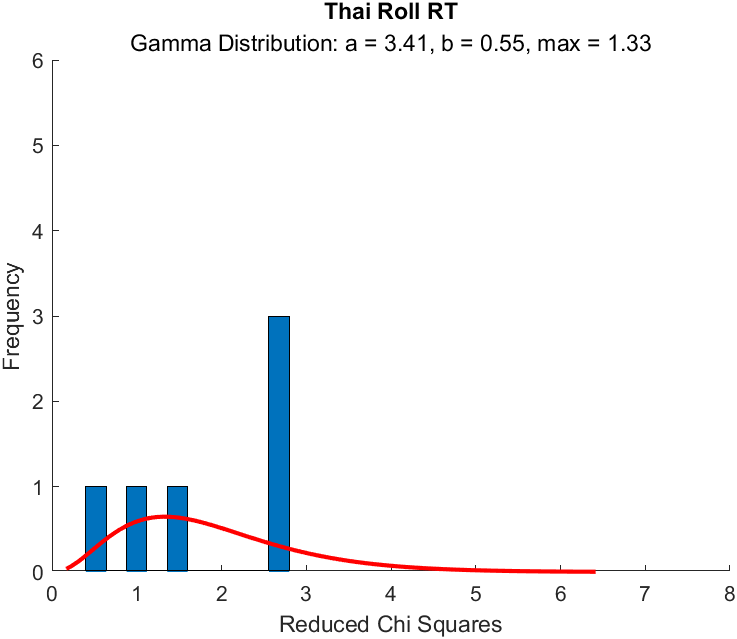 Thai Roll RT
Gamma Distribution: a = 3.41, b = 0.55, max = 1.33
6
5
4
3
2
1
0
Frequency
0 1 2 3 4 5 6 7 8
Reduced Chi Squares